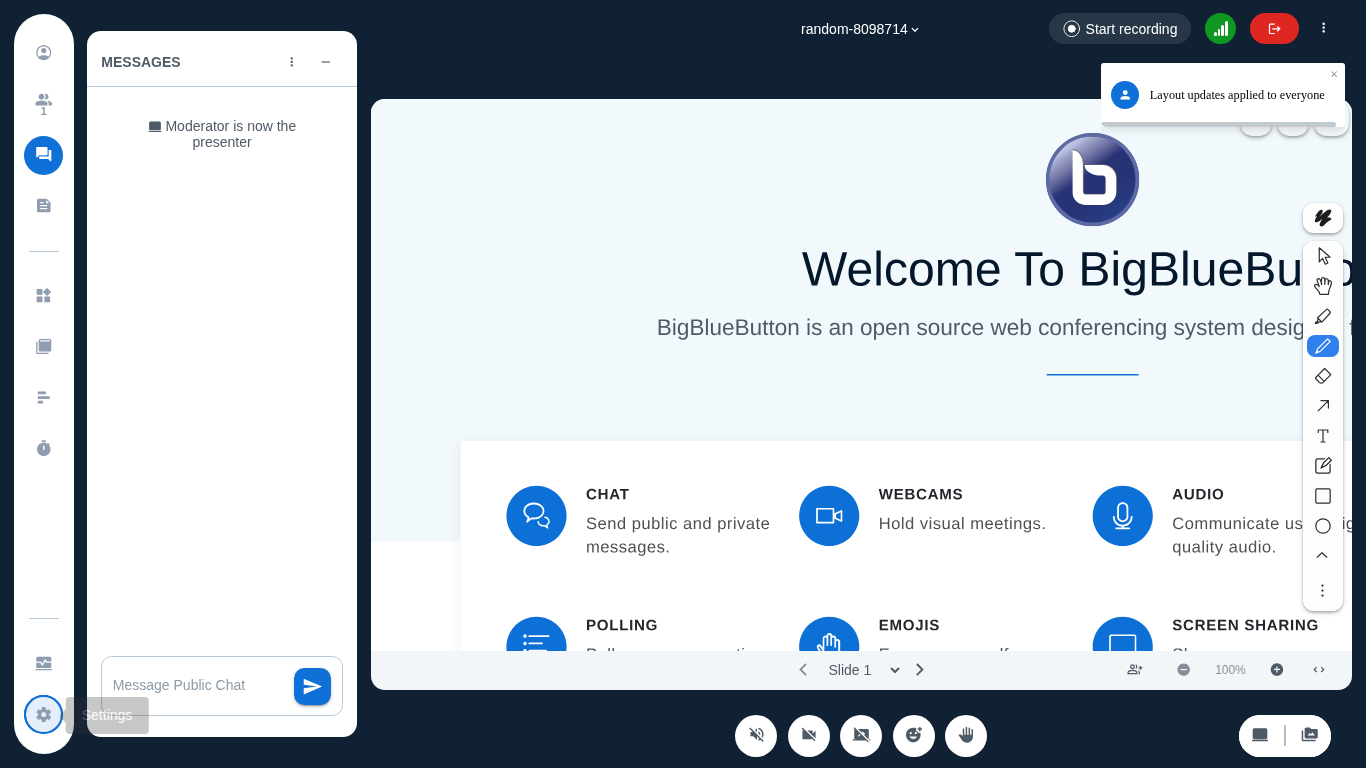 random-8098714
Start recording
Layout updates applied to everyone
1
MESSAGES
Moderator is now the
presenter
Message Public Chat
Settings
Welcome To BigBlueBu
BigBlueButton is an open source web conferencing system desig
CHAT
Send public and private
messages.
WEBCAMS
Hold visual meetings.
AUDIO
Communicate us
quality audio.
POLLING
EMOJIS
SCREEN SHARING
Slide 1
100%